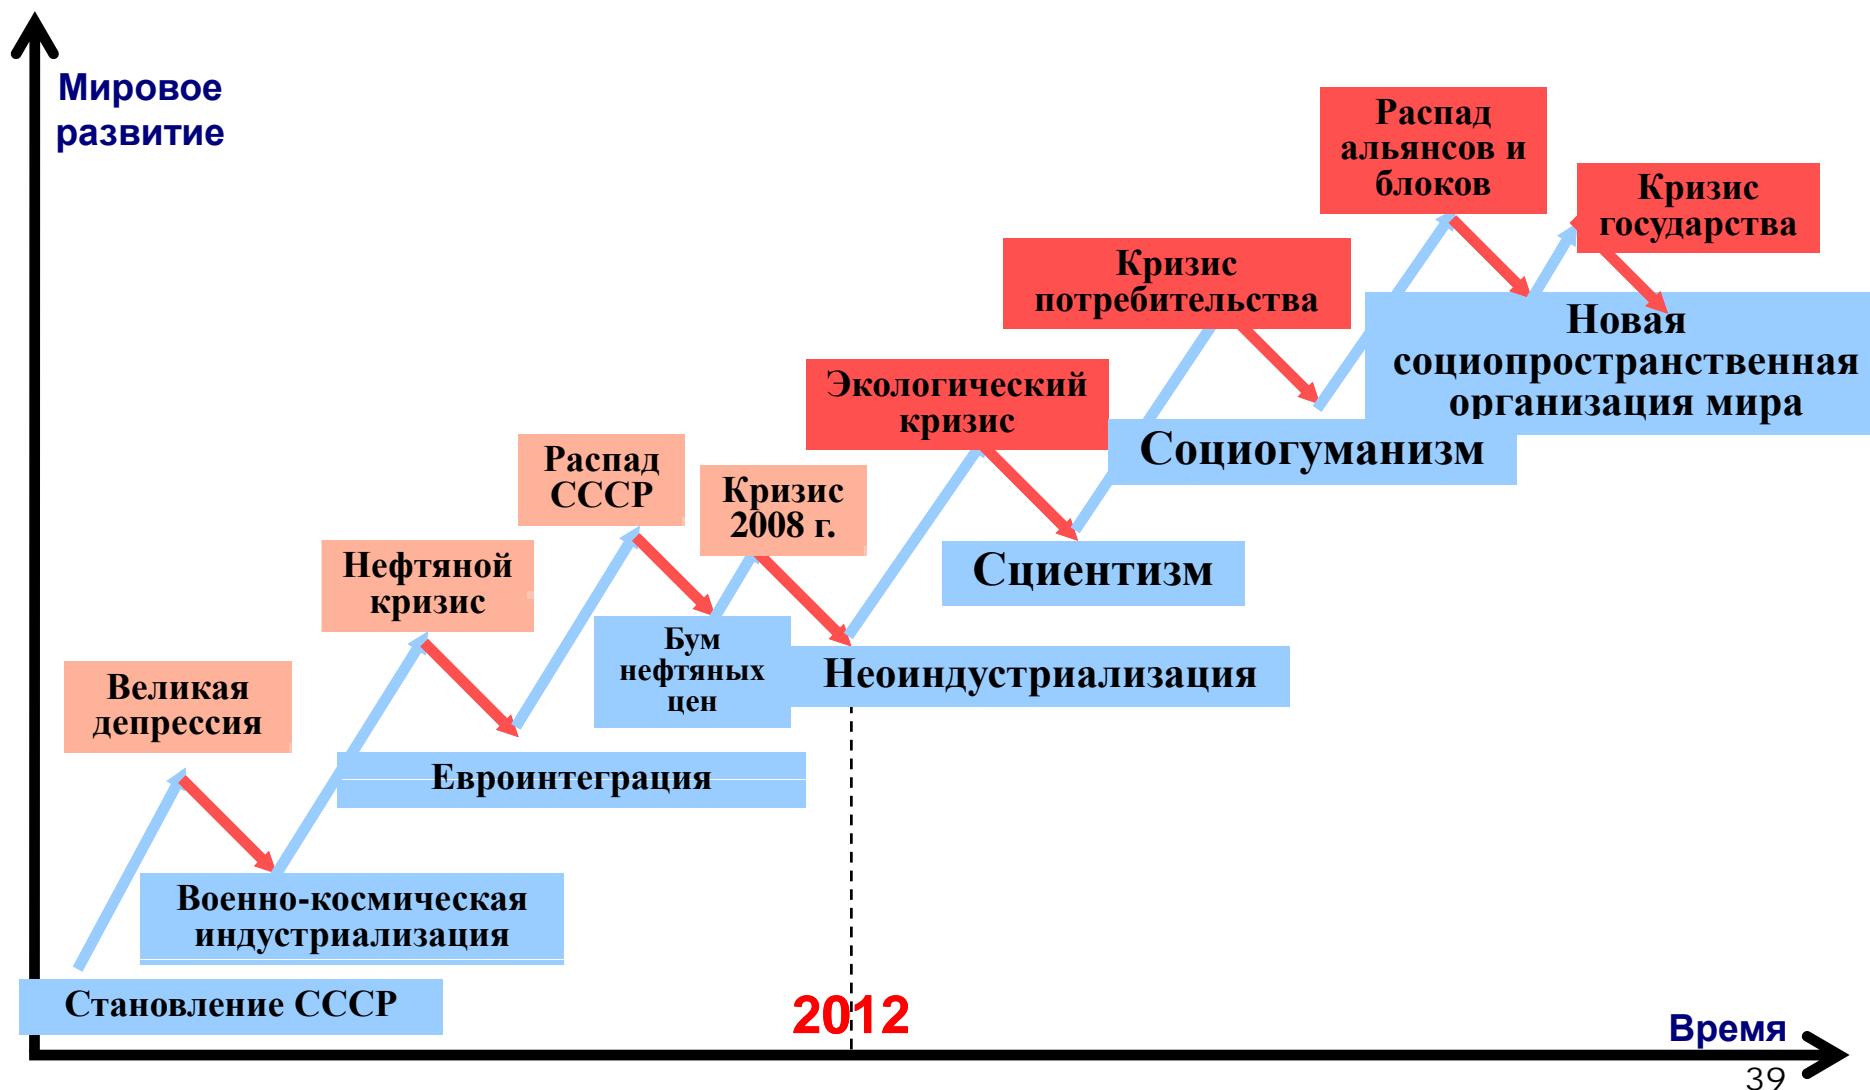 Мировое
развитие
Распад
альянсов и
блоков
Кризис
государства
Кризис
потребительства
Новая
социопространственная
организация мира
Экологический
кризис
Социогуманизм
Распад
СССР
Кризис
2008 г.
Нефтяной
кризис
Сциентизм
Бум
нефтяных
цен
Неоиндустриализация
Великая
депрессия
Евроинтеграция
Военно-космическая
индустриализация
Становление СССР
2012
Время
39